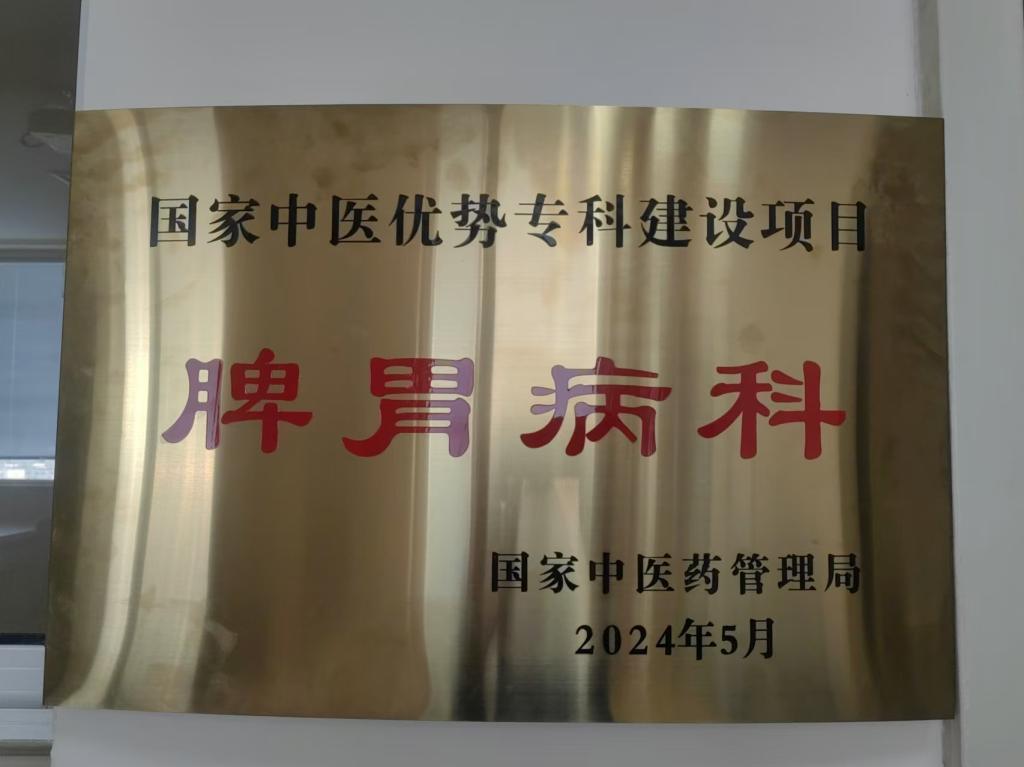 国家中医优势专科建设项目
脾胃病科
国家中医药管理局
2024年5月